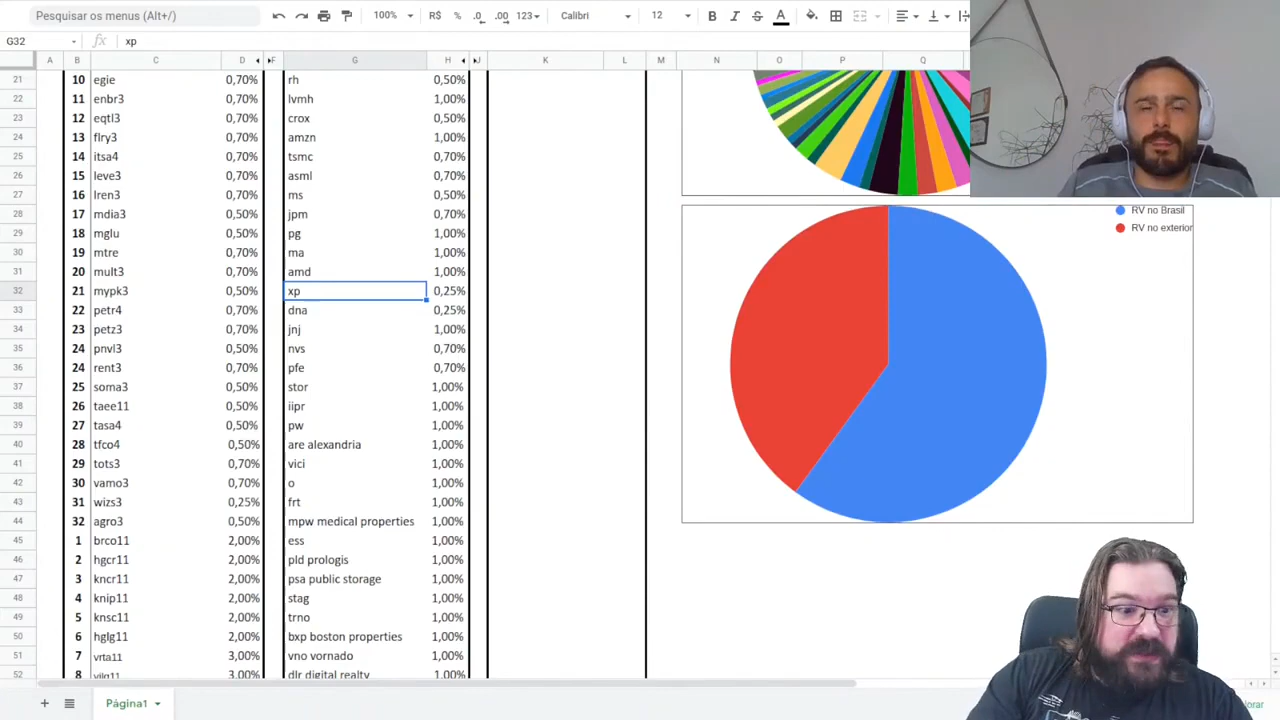 Pesquisar os menus (Alt+/)
100%
R$ % .0 .00 123
Calibri
12
B I S A
G32 fx xp
A B C D F G H J K L M N O P Q
21 10 egie 0,70% rh 0,50%
22 11 enbr3 0,70% lvmh 1,00%
23 12 eqtl3 0,70% crox 0,50%
24 13 flry3 0,70% amzn 1,00%
25 14 itsa4 0,70% tsmc 0,70%
26 15 leve3 0,70% asml 0,70%
27 16 lren3 0,70% ms 0,50%
28 17 mdia3 0,50% jpm 0,70%
29 18 mglu 0,50% pg 1,00%
30 19 mtre 0,70% ma 1,00%
31 20 mult3 0,70% amd 1,00%
32 21 mypk3 0,50% xp 0,25%
33 22 petr4 0,70% dna 0,25%
34 23 petz3 0,70% jnj 1,00%
35 24 pnvl3 0,50% nvs 0,70%
36 24 rent3 0,70% pfe 0,70%
37 25 soma3 0,50% stor 1,00%
38 26 taee11 0,50% iipr 1,00%
39 27 tasa4 0,50% pw 1,00%
40 28 tfco4 0,50% are alexandria 1,00%
41 29 tots3 0,70% vici 1,00%
42 30 vamo3 0,70% o 1,00%
43 31 wizs3 0,25% frt 1,00%
44 32 agro3 0,50% mpw medical properties 1,00%
45 1 brco11 2,00% ess 1,00%
46 2 hgcr11 2,00% pld prologis 1,00%
47 3 kncr11 2,00% psa public storage 1,00%
48 4 knip11 2,00% stag 1,00%
49 5 knsc11 2,00% trno 1,00%
50 6 hglg11 2,00% bxp boston properties 1,00%
51 7 vrta11 3,00% vno vornado 1,00%
52 8 3,00% dlr digital realty 1,00%
RV no Brasil
RV no exterior
Página1
orar